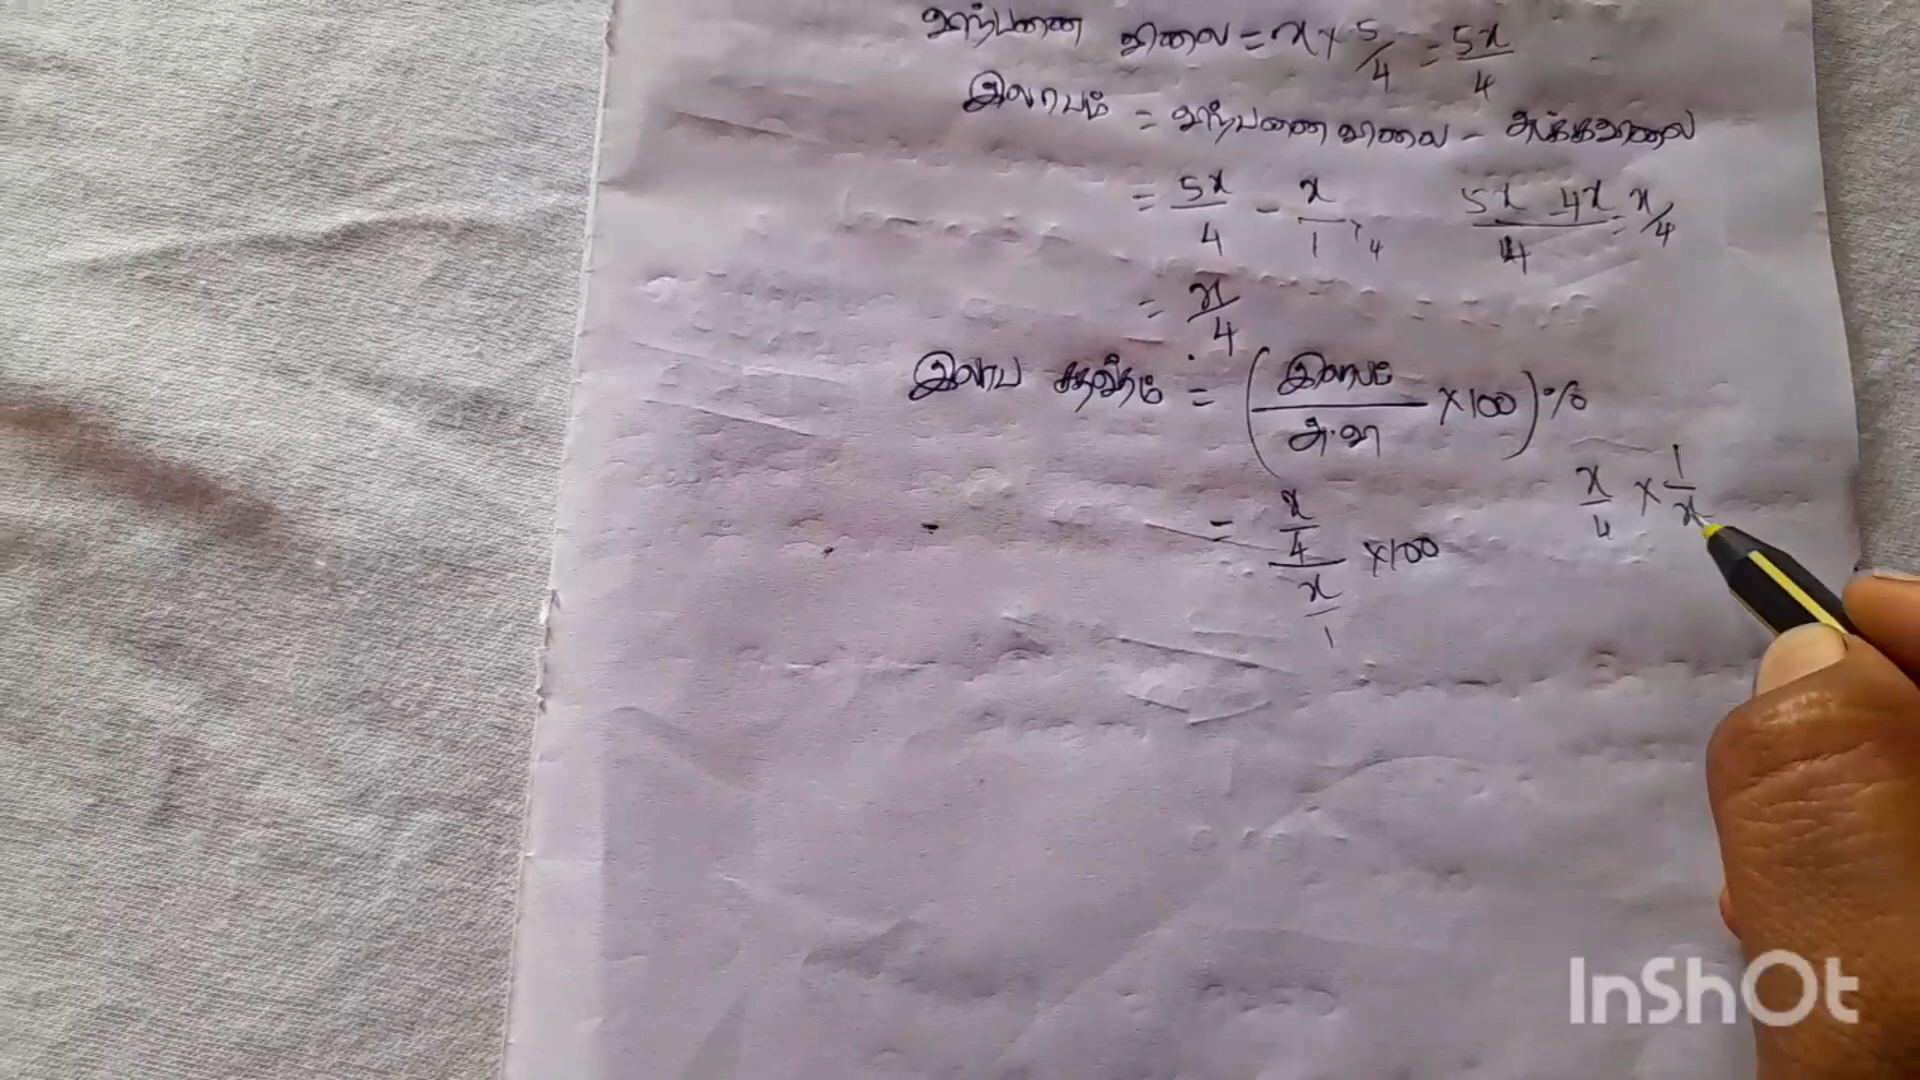 விற்பனை விலை = x × 5/4 = 5x/4
இலாபம் = விற்பனை விலை - அடக்கவிலை
= 5x/4 - x/1 ×4 5x 4x/4 = x/4
= x/4
இலாப சதவீதம் = (இலாபம்/அ.வி × 100) %
x/4 × 1/x
= x/4 / x/1 × 100
InShOt